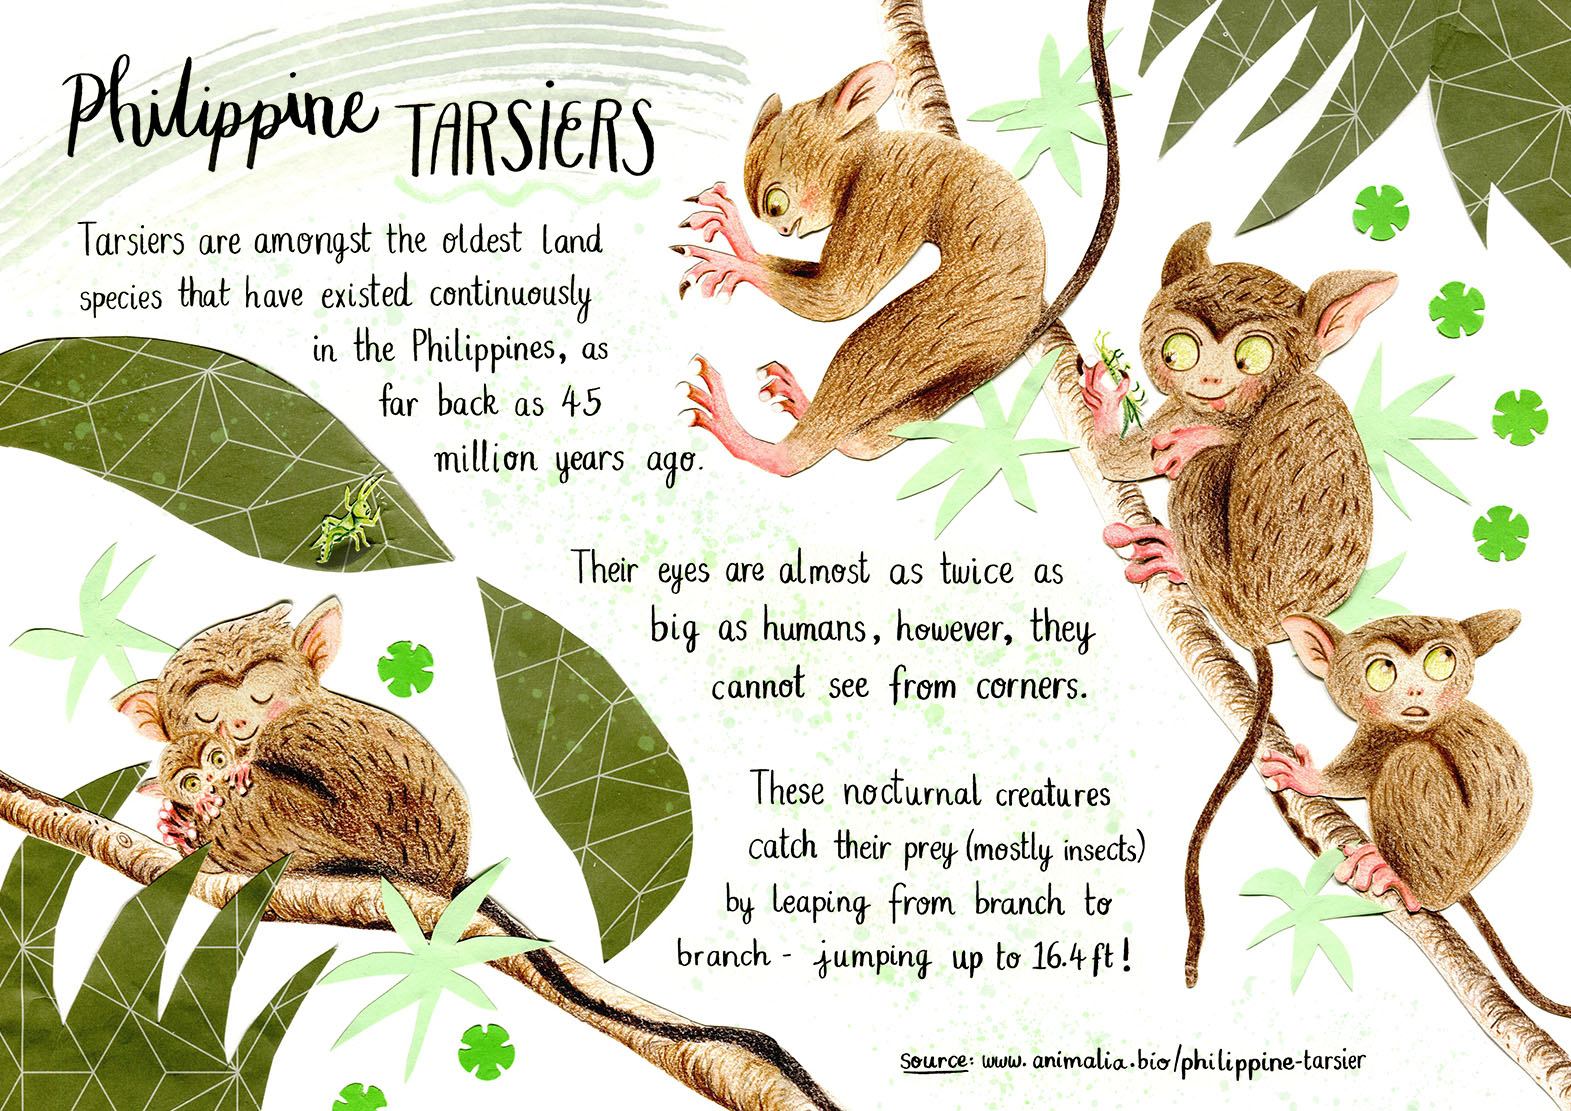 Philippine TARSIERS
Tarsiers are amongst the oldest land
species that have existed continuously
in the Philippines, as
far back as 45
million years ago.
Their eyes are almost as twice as
big as humans, however, they
cannot see from corners.
These nocturnal creatures
catch their prey (mostly insects)
by leaping from branch to
branch - jumping up to 16.4 ft!
source: www.animalia.bio/philippine-tarsier